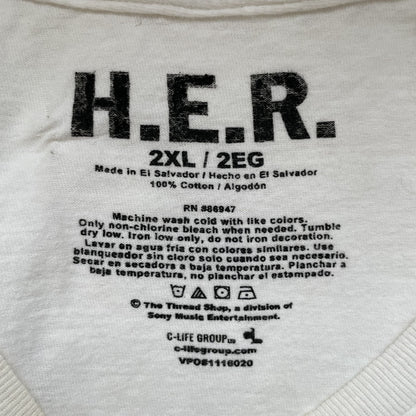 H.E.R.
2XL / 2EG
Made in El Salvador / Hecho en El Salvador
100% Cotton / Algodón
RN #86947
Machine wash cold with like colors.
Only non-chlorine bleach when needed. Tumble
dry low. Iron low only, do not iron decoration.
Lavar en agua fria con colores similares. Use
blanqueador sin cloro solo cuando sea necesario.
Secar en secadora a baja temperatura. Planchar a
baja temperatura, no planchar el estampado.
© The Thread Shop, a division of
Sony Music Entertainment.
C-LIFE GROUP LTD
c-lifegroup.com
VPO#1116020